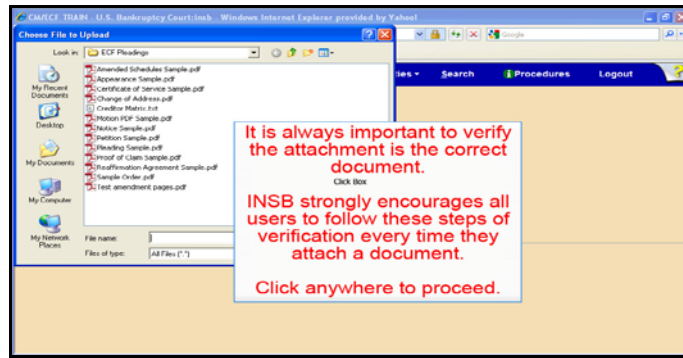 CM/ECF TRAIN - U.S. Bankruptcy Court:insb - Windows Internet Explorer provided by Yahoo!
Choose File to Upload
Look in:
ECF Pleadings
Google
Search
Procedures
Logout
?
My Recent
Documents
Desktop
My Documents
My Computer
My Network
Places
Amended Schedules Sample.pdf
Appearance Sample.pdf
Certificate of Service Sample.pdf
Change of Address.pdf
Creditor Matrix.txt
Motion PDF Sample.pdf
Notice Sample.pdf
Petition Sample.pdf
Pleading Sample.pdf
Proof of Claim Sample.pdf
Reaffirmation Agreement Sample.pdf
Sample Order.pdf
Test amendment pages.pdf
File name:
Files of type:
All Files (*.*)
It is always important to verify
the attachment is the correct
document.
Click Box
INSB strongly encourages all
users to follow these steps of
verification every time they
attach a document.
Click anywhere to proceed.